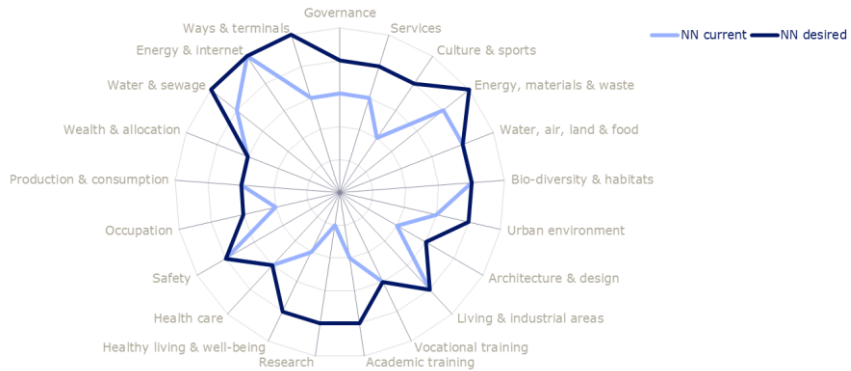 Governance
Services
Culture & sports
Energy, materials & waste
Water, air, land & food
Bio-diversity & habitats
Urban environment
Architecture & design
Living & industrial areas
Vocational training
Academic training
Research
Healthy living & well-being
Health care
Safety
Occupation
Production & consumption
Wealth & allocation
Water & sewage
Energy & internet
Ways & terminals
NN current
NN desired